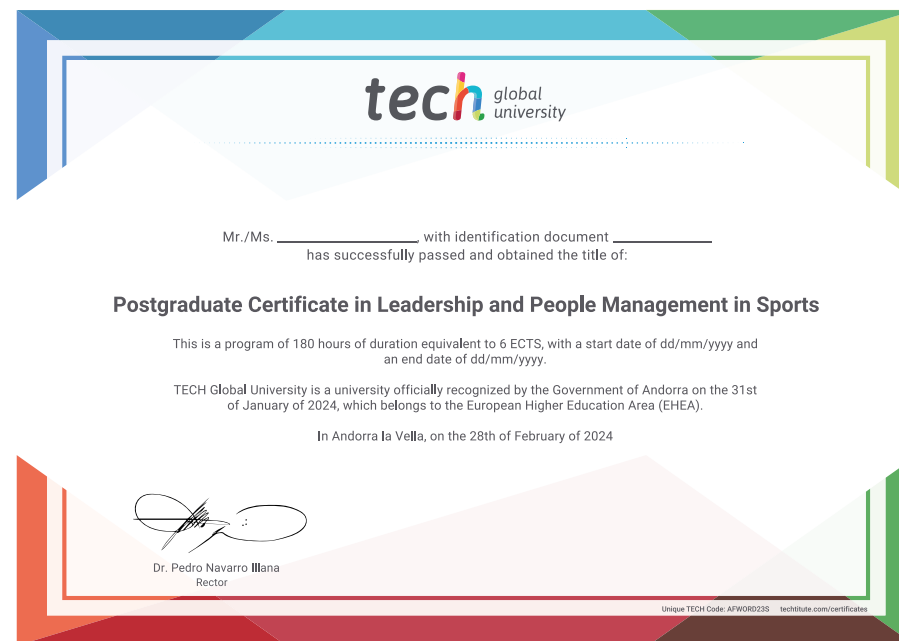 tech global university
Mr./Ms. ____________, with identification document ____________
has successfully passed and obtained the title of:
Postgraduate Certificate in Leadership and People Management in Sports
This is a program of 180 hours of duration equivalent to 6 ECTS, with a start date of dd/mm/yyyy and
an end date of dd/mm/yyyy.
TECH Global University is a university officially recognized by the Government of Andorra on the 31st
of January of 2024, which belongs to the European Higher Education Area (EHEA).
In Andorra la Vella, on the 28th of February of 2024
Dr. Pedro Navarro Illana
Rector
Unique TECH Code: AFWORD23S techtitute.com/certificates